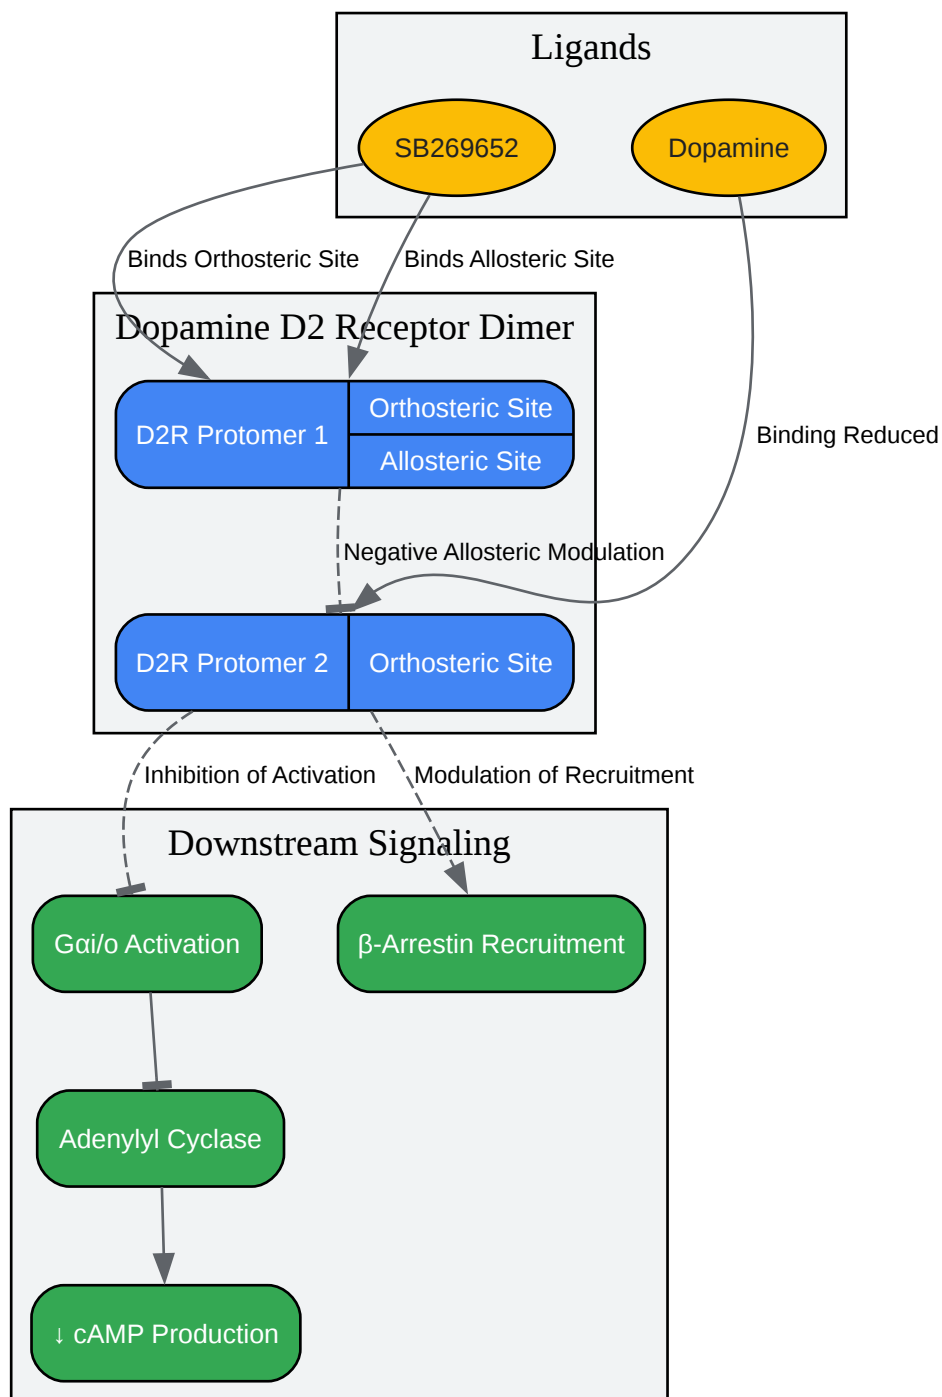 Ligands
SB269652
Dopamine
Binds Orthosteric Site
Binds Allosteric Site
Dopamine D2 Receptor Dimer
D2R Protomer 1
Orthosteric Site
Allosteric Site
Binding Reduced
Negative Allosteric Modulation
D2R Protomer 2
Orthosteric Site
Inhibition of Activation
Modulation of Recruitment
Downstream Signaling
Gαi/o Activation
β-Arrestin Recruitment
Adenylyl Cyclase
↓ cAMP Production